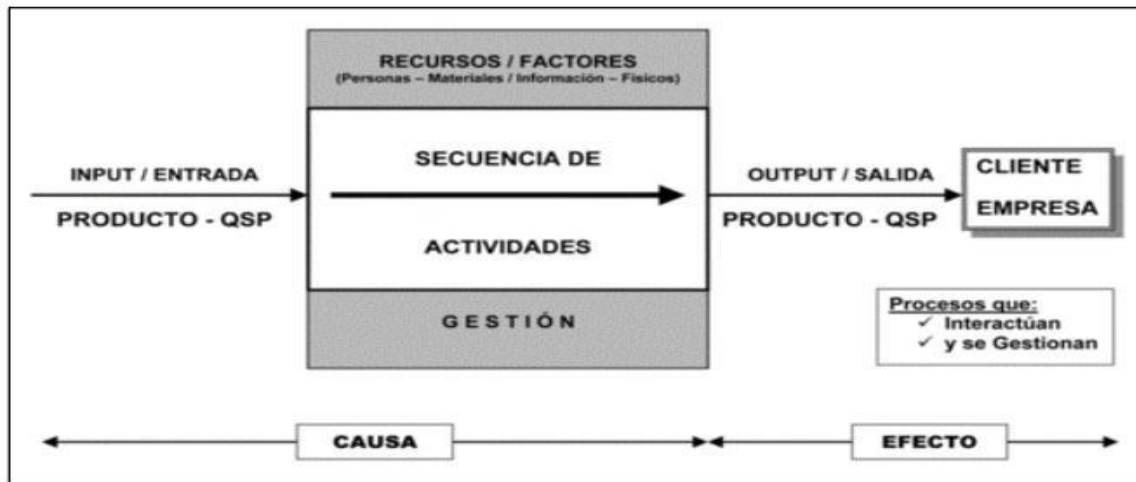 RECURSOS / FACTORES
(Personas – Materiales / Información – Físicos)
INPUT / ENTRADA
PRODUCTO - QSP
SECUENCIA DE
ACTIVIDADES
OUTPUT / SALIDA
PRODUCTO - QSP
CLIENTE
EMPRESA
GESTIÓN
Procesos que:
✓ Interactúan
✓ y se Gestionan
CAUSA
EFECTO